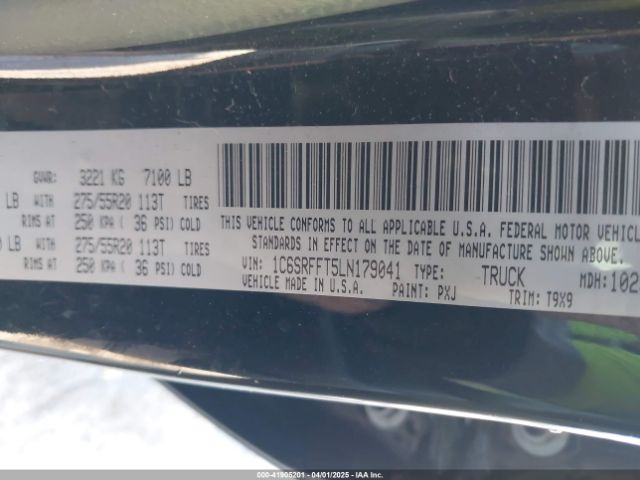 GVWR: 3221 KG 7100 LB
LB WITH 275/55R20 113T TIRES
RIMS AT 250 KPA ( 36 PSI) COLD
LB WITH 275/55R20 113T TIRES
RIMS AT 250 KPA ( 36 PSI) COLD
THIS VEHICLE CONFORMS TO ALL APPLICABLE U.S.A. FEDERAL MOTOR VEHICLE
STANDARDS IN EFFECT ON THE DATE OF MANUFACTURE SHOWN ABOVE.
VIN: 1C6SRFFT5LN179041 TYPE: TRUCK MDH:102
VEHICLE MADE IN U.S.A. PAINT: PXJ TRIM: T9X9
000-41905201 - 04/01/2025 - IAA Inc.